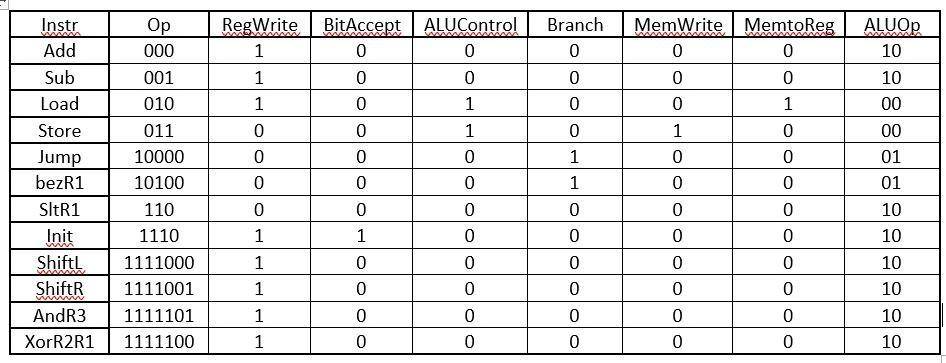 Instr Op RegWrite BitAccept ALUControl Branch MemWrite MemtoReg ALUOp
Add 000 1 0 0 0 0 0 10
Sub 001 1 0 0 0 0 0 10
Load 010 1 0 1 0 0 1 00
Store 011 0 0 1 0 1 0 00
Jump 10000 0 0 0 1 0 0 01
bezR1 10100 0 0 0 1 0 0 01
SltR1 110 0 0 0 0 0 0 10
Init 1110 1 1 0 0 0 0 10
ShiftL 1111000 1 0 0 0 0 0 10
ShiftR 1111001 1 0 0 0 0 0 10
AndR3 1111101 1 0 0 0 0 0 10
XorR2R1 1111100 1 0 0 0 0 0 10